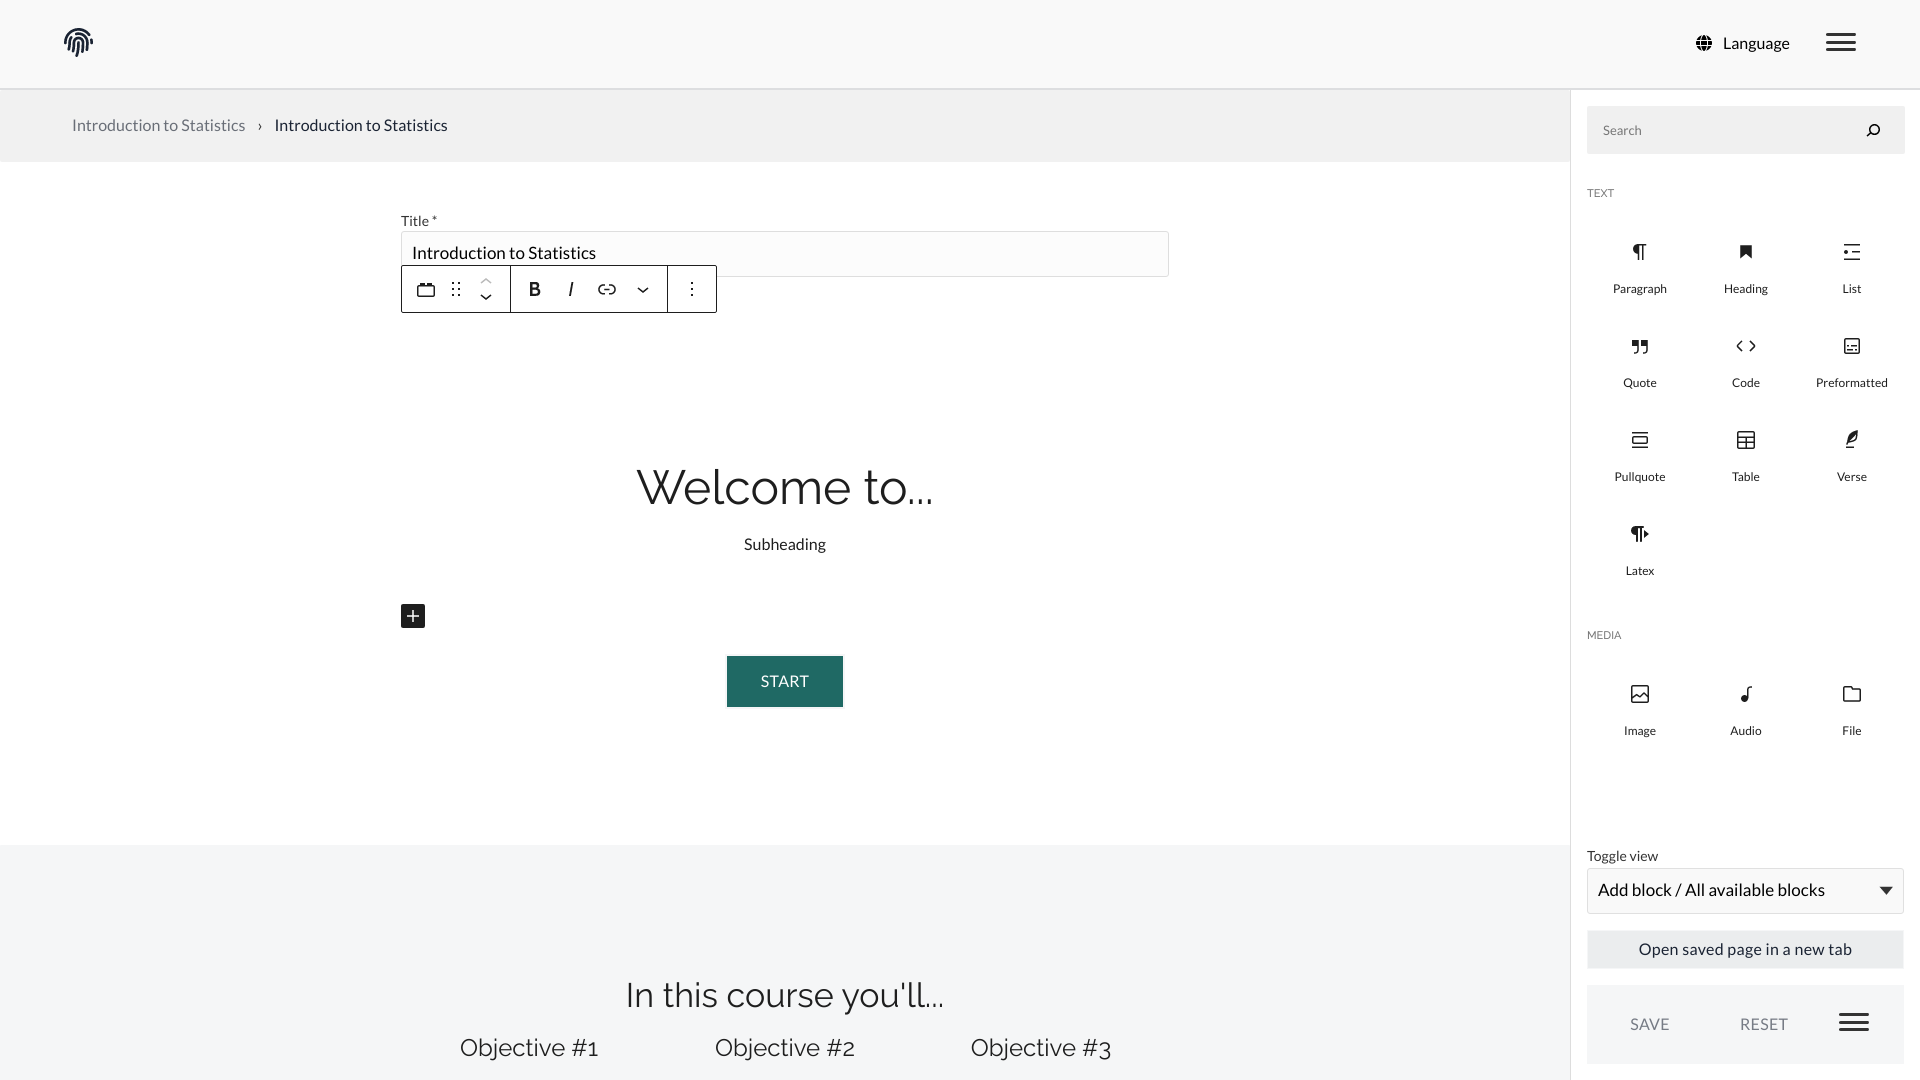 Language
Introduction to Statistics › Introduction to Statistics
Search
Title *
Introduction to Statistics
B I
Welcome to...
Subheading
START
In this course you'll...
Objective #1
Objective #2
Objective #3
TEXT
Paragraph
Heading
List
Quote
Code
Preformatted
Pullquote
Table
Verse
Latex
MEDIA
Image
Audio
File
Toggle view
Add block / All available blocks
Open saved page in a new tab
SAVE
RESET